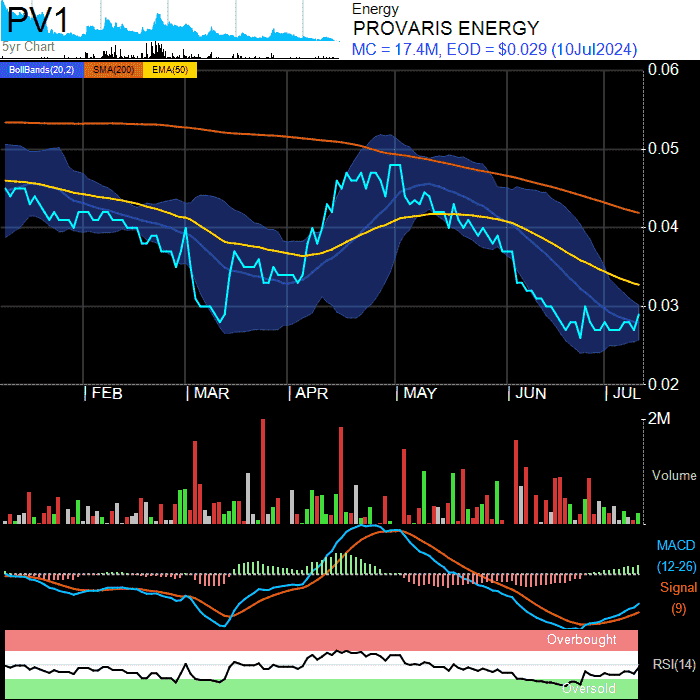 PV1
Energy
PROVARIS ENERGY
5yr Chart
MC = 17.4M, EOD = $0.029 (10Jul2024)
BollBands(20,2) SMA(200) EMA(50)
0.06
0.05
0.04
0.03
0.02
FEB MAR APR MAY JUN JUL
2M
Volume
MACD
(12-26)
Signal
(9)
Overbought
RSI(14)
Oversold